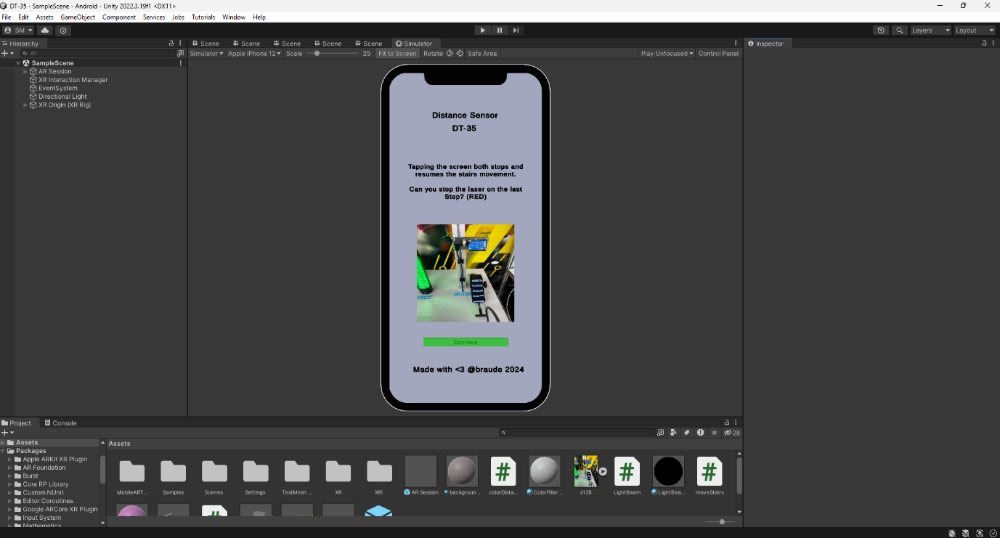 DT-35 - SampleScene - Android - Unity 2022.3.19f1 <DX11>
File Edit Assets GameObject Component Services Jobs Tutorials Window Help
SM
Layers
Layout
Hierarchy
Scene Scene Scene Scene Scene Simulator
Inspector
All
Simulator Apple iPhone 12 Scale 25 Fit to Screen Rotate Safe Area
Play Unfocused Control Panel
SampleScene
AR Session
XR Interaction Manager
EventSystem
Directional Light
XR Origin (XR Rig)
Distance Sensor
DT-35
Tapping the screen both stops and
resumes the stairs movement.
Can you stop the laser on the last
Step? (RED)
Continue
Made with <3 @braude 2024
Project Console
28
Assets
Packages
Apple ARKit XR Plugin
AR Foundation
Burst
Core RP Library
Custom NUnit
Editor Coroutines
Google ARCore XR Plugin
Input System
Mathematics
Assets
MobileART... Samples Scenes Settings TextMesh ... XR XRI AR Session backgroun... colorDista... ColorPillar... dt35 LightBeam LightBea... moveStairs